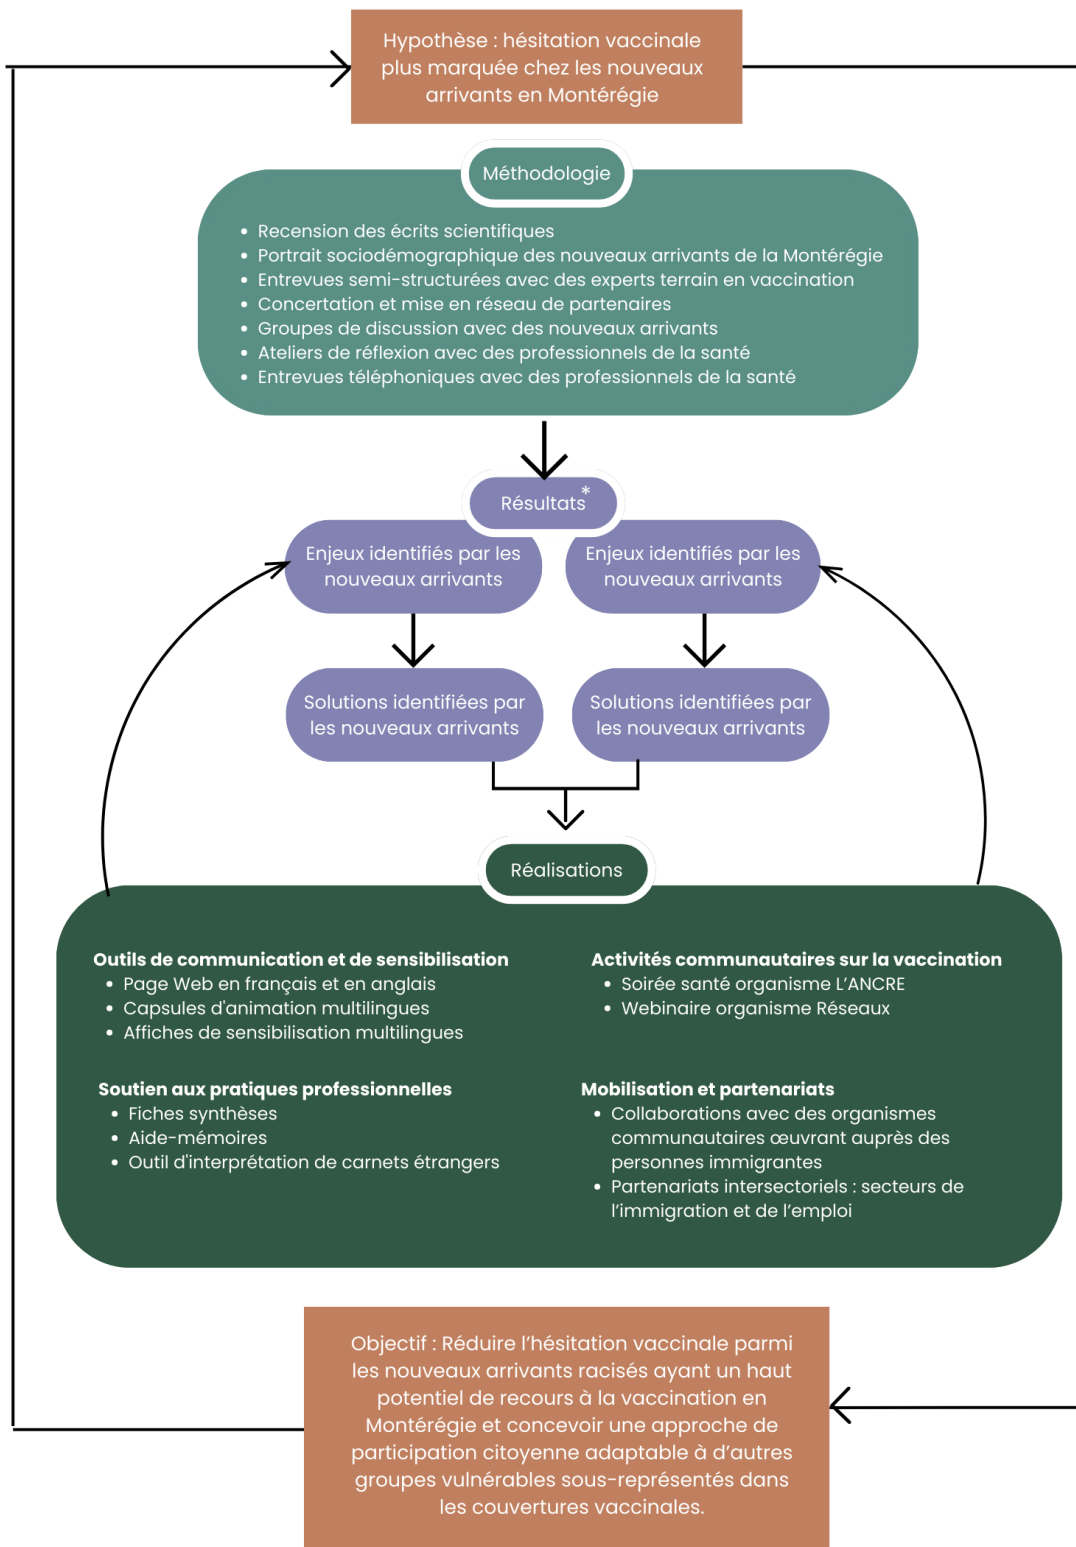 Hypothèse : hésitation vaccinale
plus marquée chez les nouveaux
arrivants en Montérégie
Méthodologie
• Recension des écrits scientifiques
• Portrait sociodémographique des nouveaux arrivants de la Montérégie
• Entrevues semi-structurées avec des experts terrain en vaccination
• Concertation et mise en réseau de partenaires
• Groupes de discussion avec des nouveaux arrivants
• Ateliers de réflexion avec des professionnels de la santé
• Entrevues téléphoniques avec des professionnels de la santé
Résultats*
Enjeux identifiés par les
nouveaux arrivants
Enjeux identifiés par les
nouveaux arrivants
Solutions identifiées par
les nouveaux arrivants
Solutions identifiées par
les nouveaux arrivants
Réalisations
Outils de communication et de sensibilisation
• Page Web en français et en anglais
• Capsules d'animation multilingues
• Affiches de sensibilisation multilingues
Activités communautaires sur la vaccination
• Soirée santé organisme L’ANCRE
• Webinaire organisme Réseaux
Soutien aux pratiques professionnelles
• Fiches synthèses
• Aide-mémoires
• Outil d'interprétation de carnets étrangers
Mobilisation et partenariats
• Collaborations avec des organismes
communautaires œuvrant auprès des
personnes immigrantes
• Partenariats intersectoriels : secteurs de
l’immigration et de l’emploi
Objectif : Réduire l’hésitation vaccinale parmi
les nouveaux arrivants racisés ayant un haut
potentiel de recours à la vaccination en
Montérégie et concevoir une approche de
participation citoyenne adaptable à d’autres
groupes vulnérables sous-représentés dans
les couvertures vaccinales.